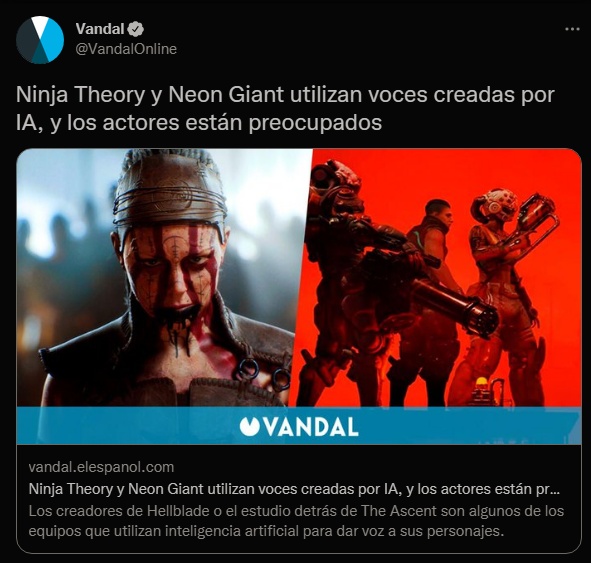 Vandal
@VandalOnline
Ninja Theory y Neon Giant utilizan voces creadas por
IA, y los actores están preocupados
VANDAL
vandal.elespanol.com
Ninja Theory y Neon Giant utilizan voces creadas por IA, y los actores están pr...
Los creadores de Hellblade o el estudio detrás de The Ascent son algunos de los
equipos que utilizan inteligencia artificial para dar voz a sus personajes.